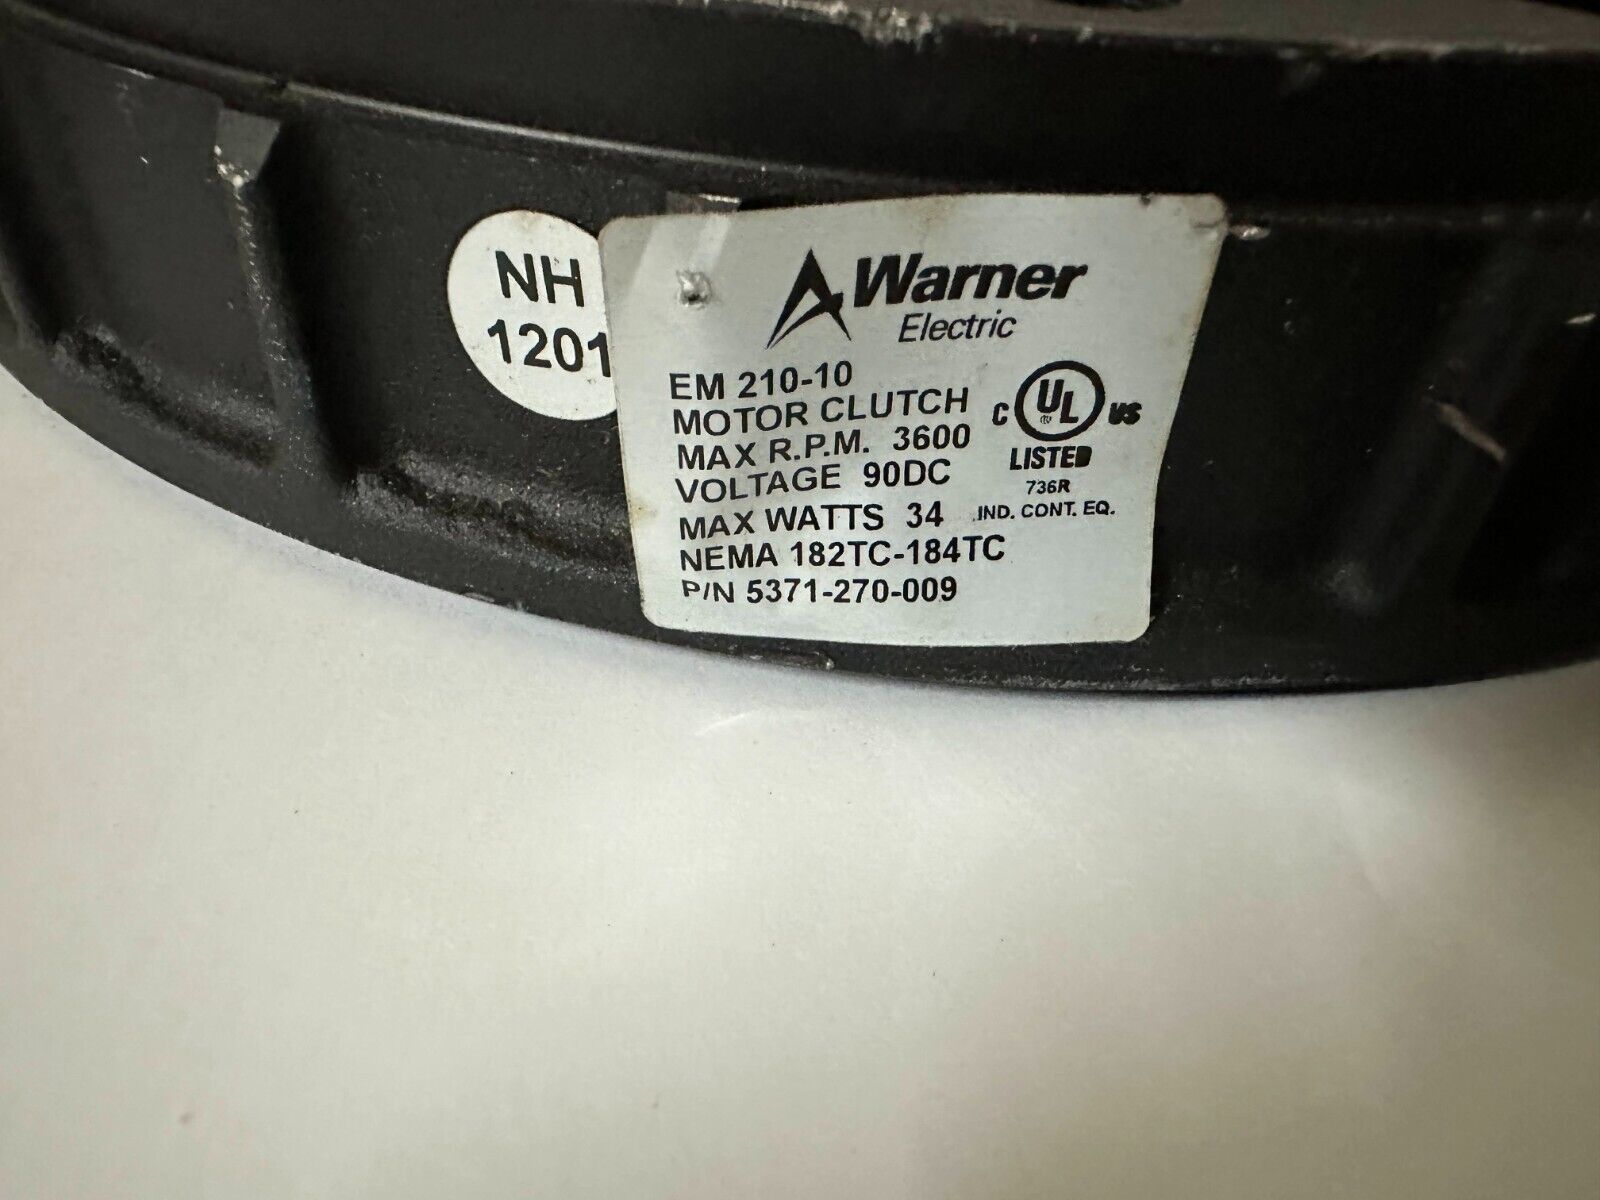 NH
1201
Warner
Electric
EM 210-10
MOTOR CLUTCH
MAX R.P.M. 3600
VOLTAGE 90DC
MAX WATTS 34
NEMA 182TC-184TC
P/N 5371-270-009
C UL US
LISTED
736R
IND. CONT. EQ.